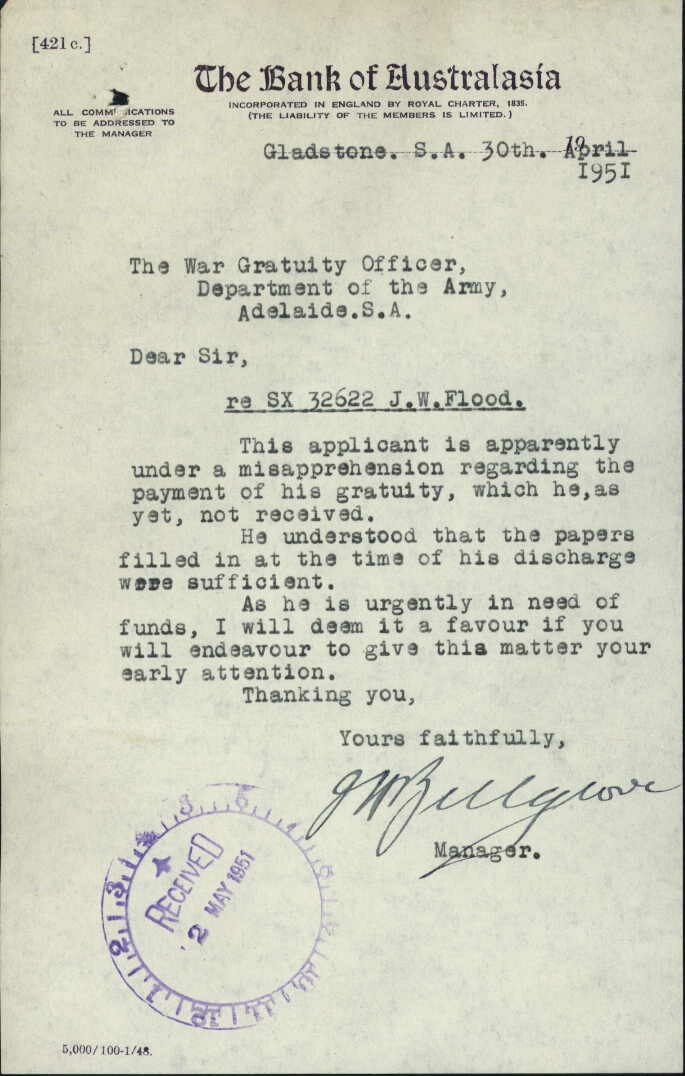 [421 c.]
The Bank of Australasia
INCORPORATED IN ENGLAND BY ROYAL CHARTER, 1835.
(THE LIABILITY OF THE MEMBERS IS LIMITED.)
ALL COMM ICATIONS
TO BE ADDRESSED TO
THE MANAGER
Gladstone. S.A. 30th. April
19
1951
The War Gratuity Officer,
Department of the Army,
Adelaide.S.A.
Dear Sir,
re SX 32622 J.W.Flood.
This applicant is apparently
under a misapprehension regarding the
payment of his gratuity, which he,as
yet, not received.
He understood that the papers
filled in at the time of his discharge
were sufficient.
As he is urgently in need of
funds, I will deem it a favour if you
will endeavour to give this matter your
early attention.
Thanking you,
Yours faithfully,
Manager.
RECEIVED
2 MAY 1951
5,000/100-1/48.